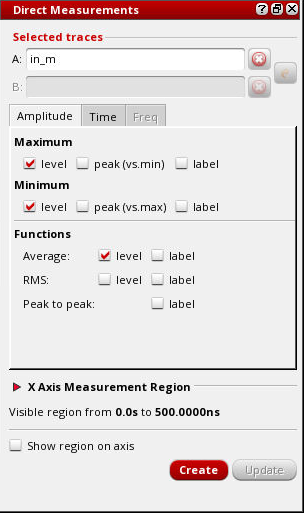 Direct Measurements
Selected traces
A: in_m
B:
Amplitude Time Freq
Maximum
level peak (vs.min) label
Minimum
level peak (vs.max) label
Functions
Average: level label
RMS: level label
Peak to peak: label
X Axis Measurement Region
Visible region from 0.0s to 500.0000ns
Show region on axis
Create Update